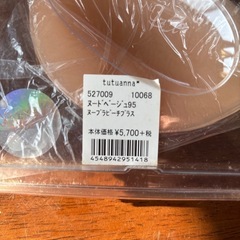 tutuanna*
527009 10068
ヌードベージュ95
ヌーブラビーチプラス
本体価格 ¥5,700+税
4548942951418